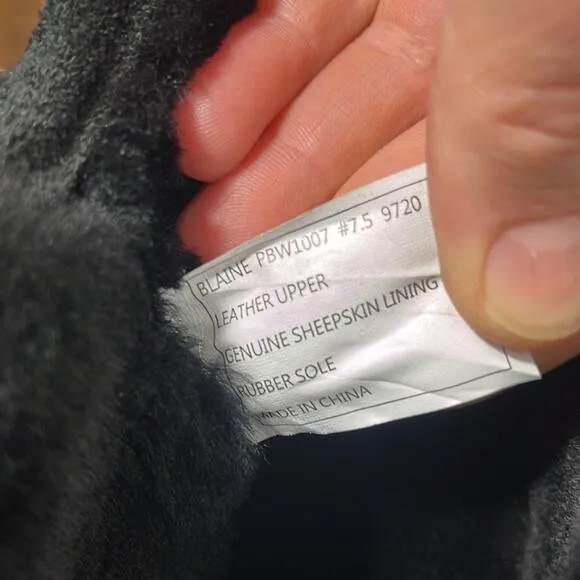 BLAINE PBW1007 #7.5 9720
LEATHER UPPER
GENUINE SHEEPSKIN LINING
RUBBER SOLE
MADE IN CHINA